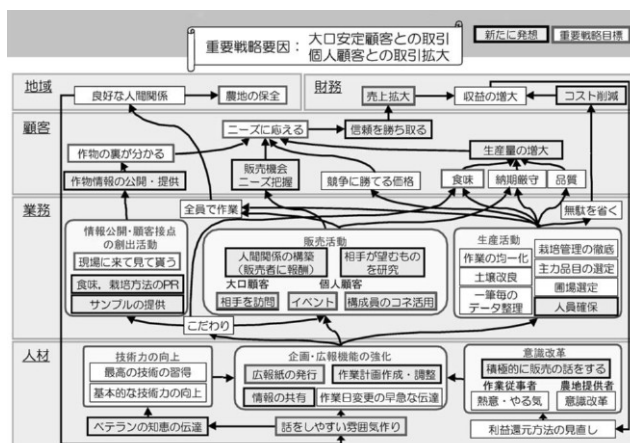 重要戦略要因：
大口安定顧客との取引
個人顧客との取引拡大
新たに発想
重要戦略目標
地域
良好な人間関係
農地の保全
財務
売上拡大
収益の増大
コスト削減
顧客
ニーズに応える
信頼を勝ち取る
生産量の増大
作物の裏が分かる
作物情報の公開・提供
販売機会
ニーズ把握
競争に勝てる価格
食味
納期厳守
品質
業務
全員で作業
無駄を省く
情報公開・顧客接点
の創出活動
現場に来て見て貰う
食味，栽培方法のPR
サンプルの提供
販売活動
人間関係の構築
（販売者に報酬）
相手が望むもの
を研究
大口顧客
個人顧客
相手を訪問
イベント
構成員のコネ活用
生産活動
作業の均一化
土壌改良
一筆毎の
データ整理
栽培管理の徹底
主力品目の選定
圃場選定
人員確保
こだわり
人材
技術力の向上
最高の技術の習得
基本的な技術力の向上
ベテランの知恵の伝達
企画・広報機能の強化
広報紙の発行
作業計画作成・調整
情報の共有
作業日変更の早急な伝達
話をしやすい雰囲気作り
意識改革
積極的に販売の話をする
作業従事者
農地提供者
熱意・やる気
意識改革
利益還元方法の見直し